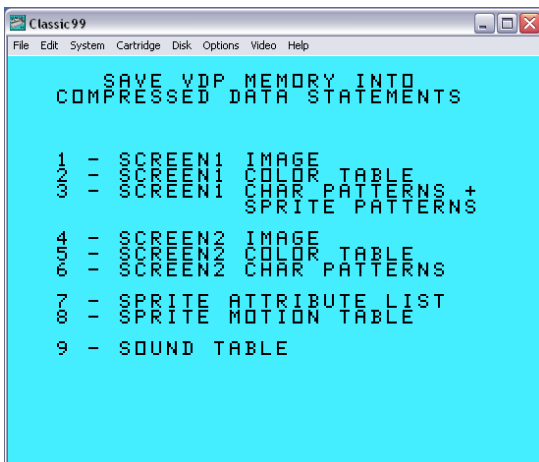 Classic99
File Edit System Cartridge Disk Options Video Help
SAVE VDP MEMORY INTO
COMPRESSED DATA STATEMENTS
1 - SCREEN1 IMAGE
2 - SCREEN1 COLOR TABLE
3 - SCREEN1 CHAR PATTERNS +
SPRITE PATTERNS
4 - SCREEN2 IMAGE
5 - SCREEN2 COLOR TABLE
6 - SCREEN2 CHAR PATTERNS
7 - SPRITE ATTRIBUTE LIST
8 - SPRITE MOTION TABLE
9 - SOUND TABLE